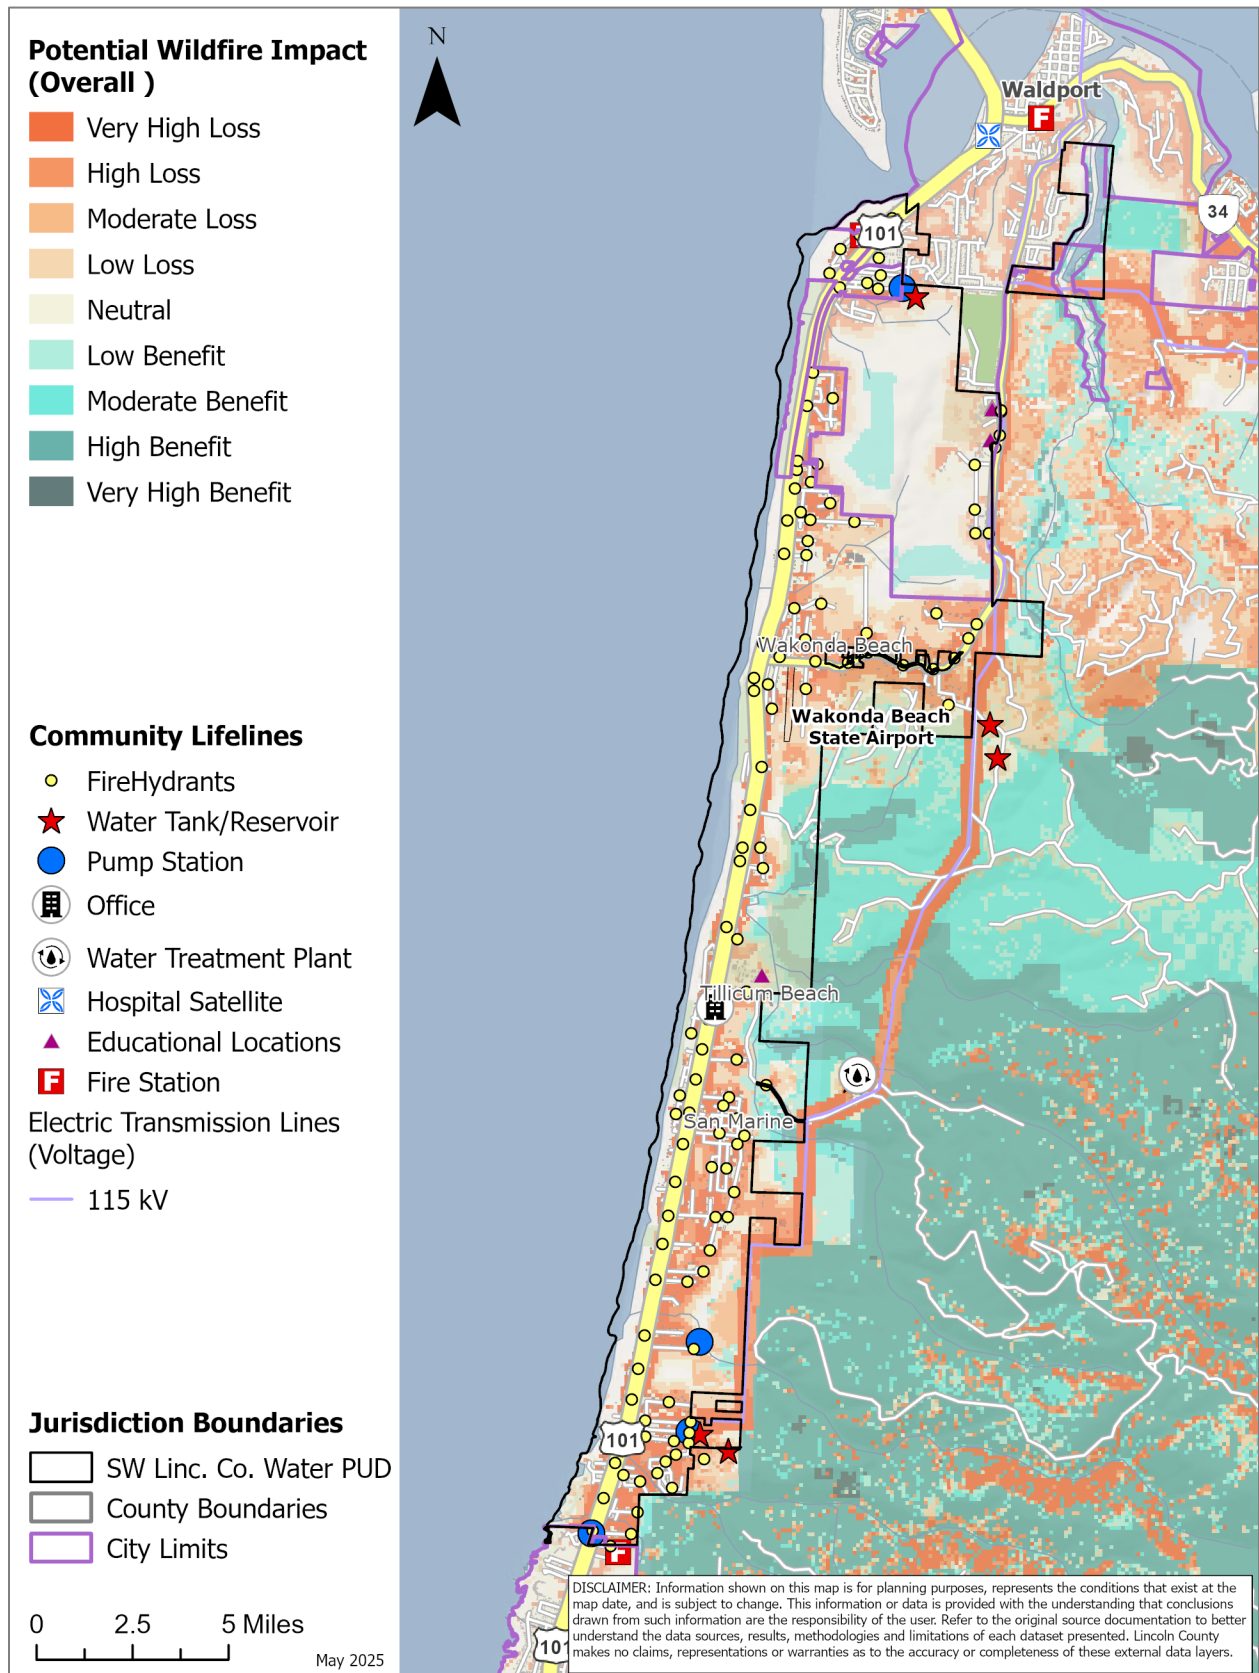 Potential Wildfire Impact
(Overall )
Very High Loss
High Loss
Moderate Loss
Low Loss
Neutral
Low Benefit
Moderate Benefit
High Benefit
Very High Benefit
Community Lifelines
FireHydrants
Water Tank/Reservoir
Pump Station
Office
Water Treatment Plant
Hospital Satellite
Educational Locations
F Fire Station
Electric Transmission Lines
(Voltage)
115 kV
Jurisdiction Boundaries
SW Linc. Co. Water PUD
County Boundaries
City Limits
0 2.5 5 Miles
May 2025
N
Waldport
F
34
101
Wakonda Beach
Wakonda Beach
State Airport
Tillicum Beach
San Marine
101
F
101
DISCLAIMER: Information shown on this map is for planning purposes, represents the conditions that exist at the
map date, and is subject to change. This information or data is provided with the understanding that conclusions
drawn from such information are the responsibility of the user. Refer to the original source documentation to better
understand the data sources, results, methodologies and limitations of each dataset presented. Lincoln County
makes no claims, representations or warranties as to the accuracy or completeness of these external data layers.